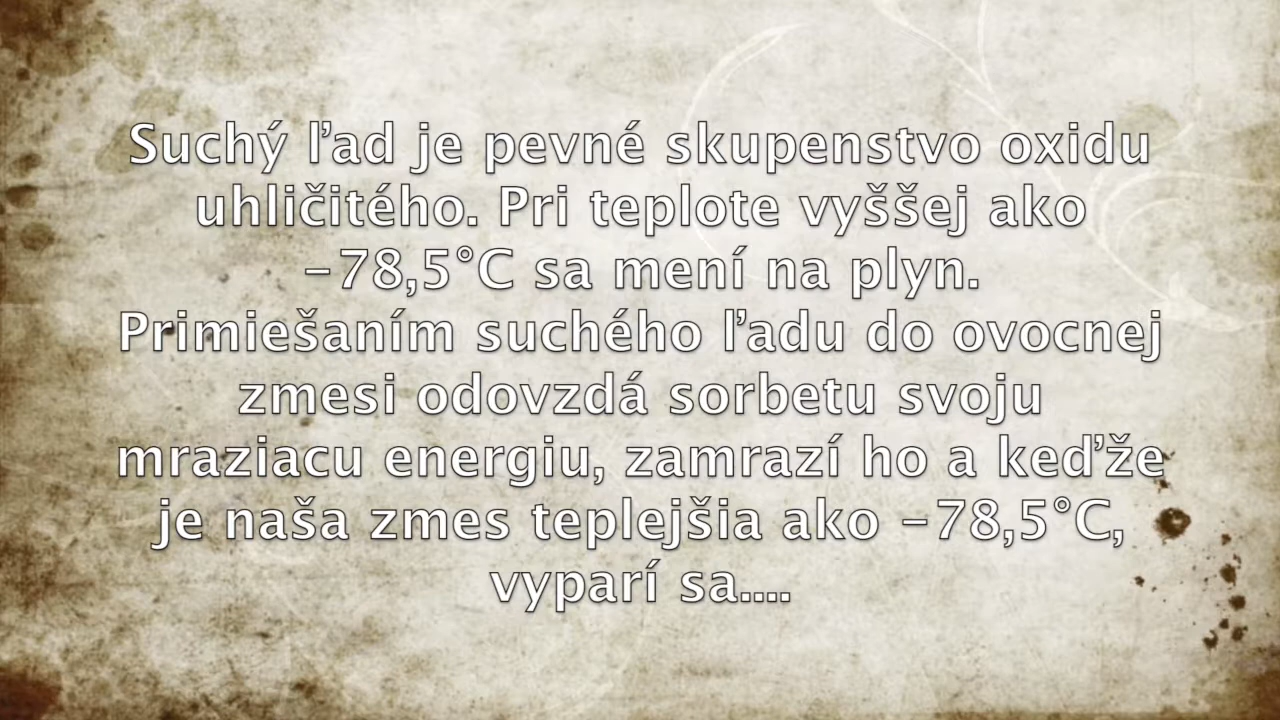 Suchý ľad je pevné skupenstvo oxidu
uhličitého. Pri teplote vyššej ako
-78,5°C sa mení na plyn.
Primiešaním suchého ľadu do ovocnej
zmesi odovzdá sorbetu svoju
mraziacu energiu, zamrazí ho a keďže
je naša zmes teplejšia ako -78,5°C,
vyparí sa....